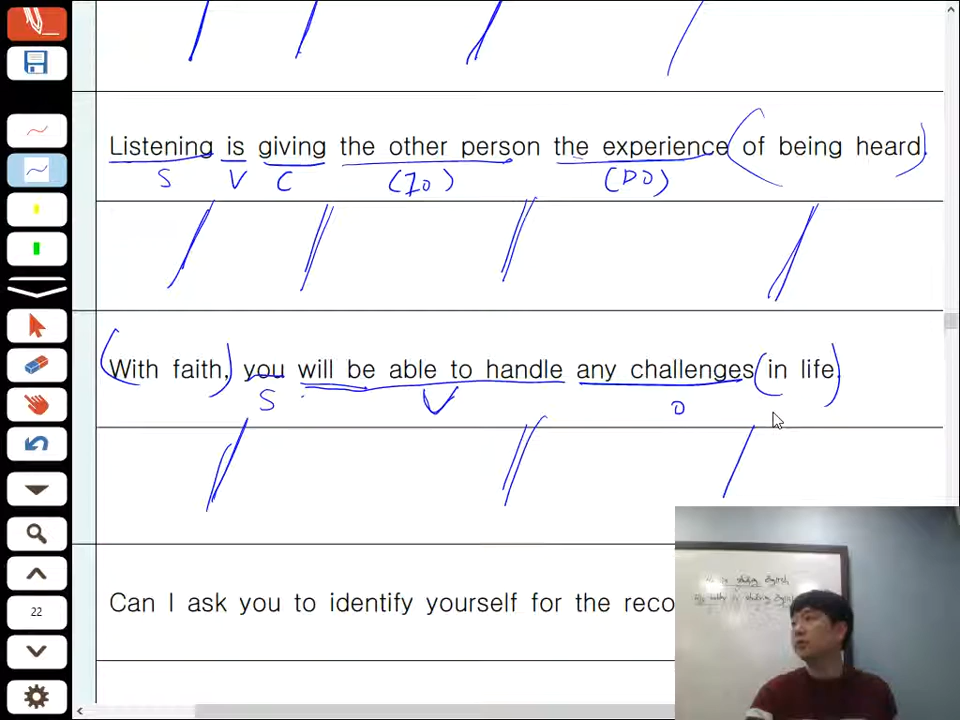 Listening is giving the other person the experience (of being heard).
S V C (IO) (DO)
(With faith), you will be able to handle any challenges (in life).
S V O
Can I ask you to identify yourself for the reco
22